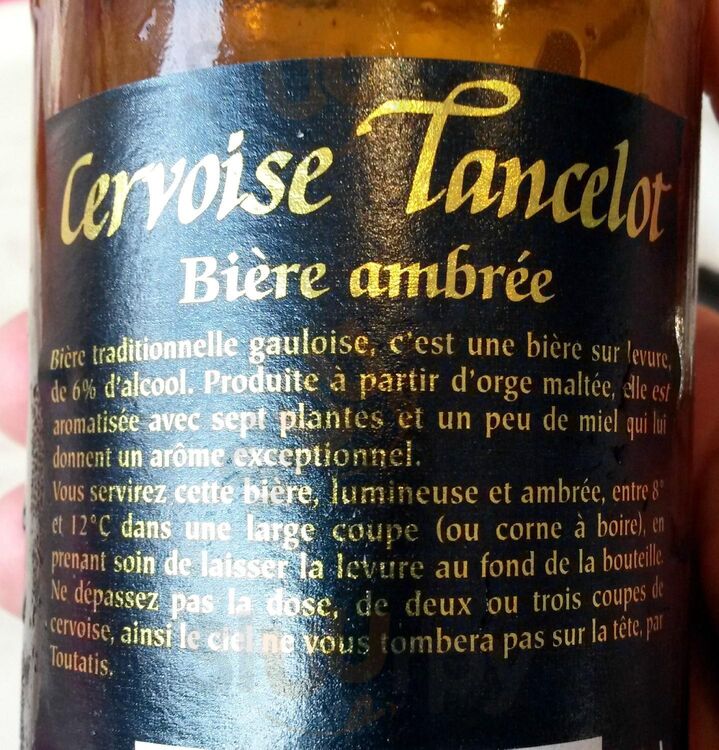 Cervoise Lancelot
Bière ambrée
Bière traditionnelle gauloise, c'est une bière sur levure,
de 6% d'alcool. Produite à partir d'orge maltée, elle est
aromatisée avec sept plantes et un peu de miel qui lui
donnent un arôme exceptionnel.
Vous servirez cette bière, lumineuse et ambrée, entre 8°
et 12°C dans une large coupe (ou corne à boire), en
prenant soin de laisser la levure au fond de la bouteille.
Ne dépassez pas la dose, de deux ou trois coupes de
cervoise, ainsi le ciel ne vous tombera pas sur la tête, par
Toutatis.